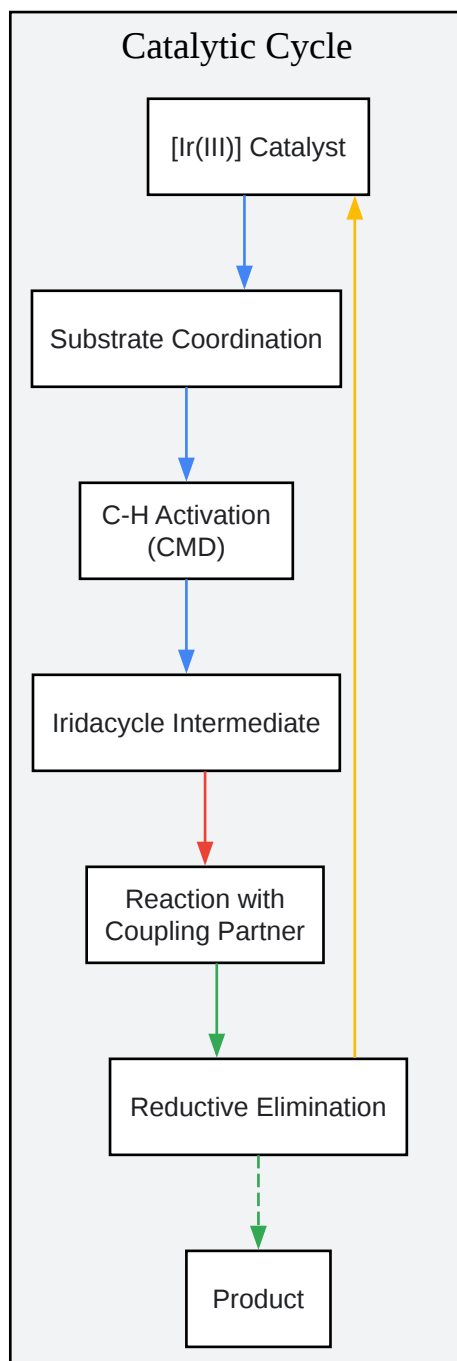 Catalytic Cycle
[Ir(III)] Catalyst
Substrate Coordination
C-H Activation
(CMD)
Iridacycle Intermediate
Reaction with
Coupling Partner
Reductive Elimination
Product